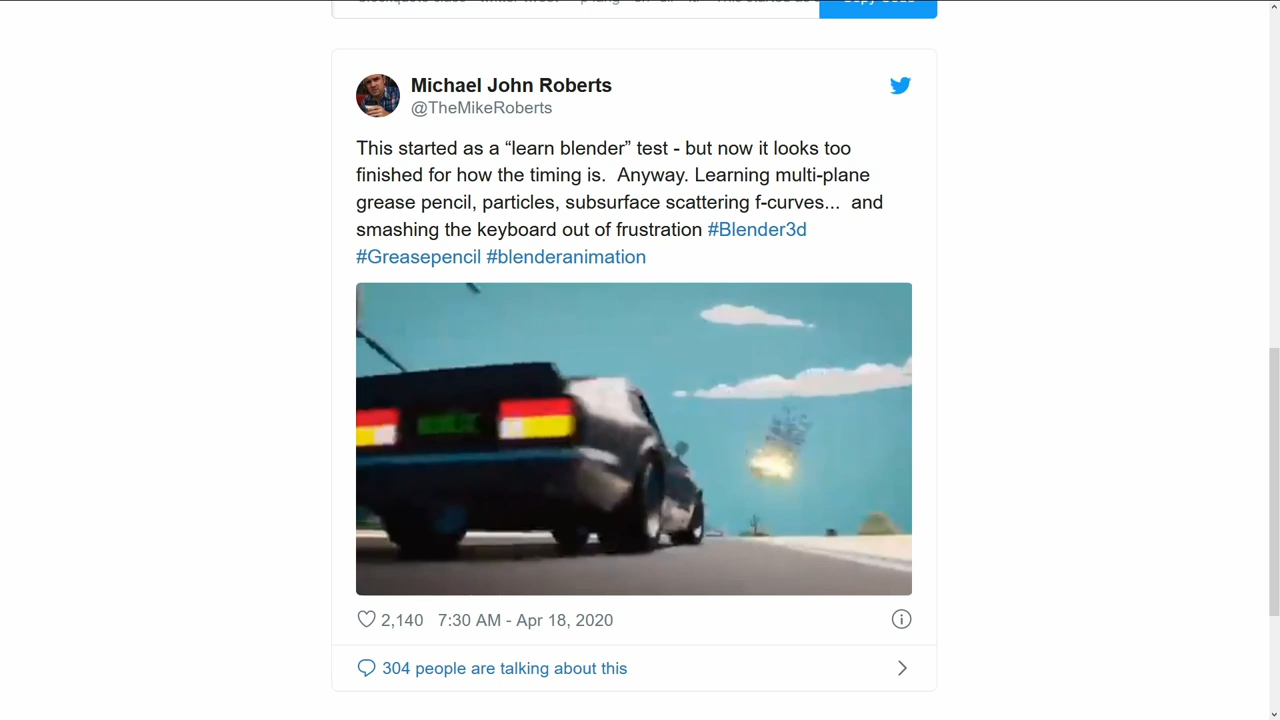 Michael John Roberts
@TheMikeRoberts
This started as a “learn blender” test - but now it looks too
finished for how the timing is.  Anyway. Learning multi-plane
grease pencil, particles, subsurface scattering f-curves...  and
smashing the keyboard out of frustration #Blender3d
#Greasepencil #blenderanimation
2,140 7:30 AM - Apr 18, 2020
304 people are talking about this